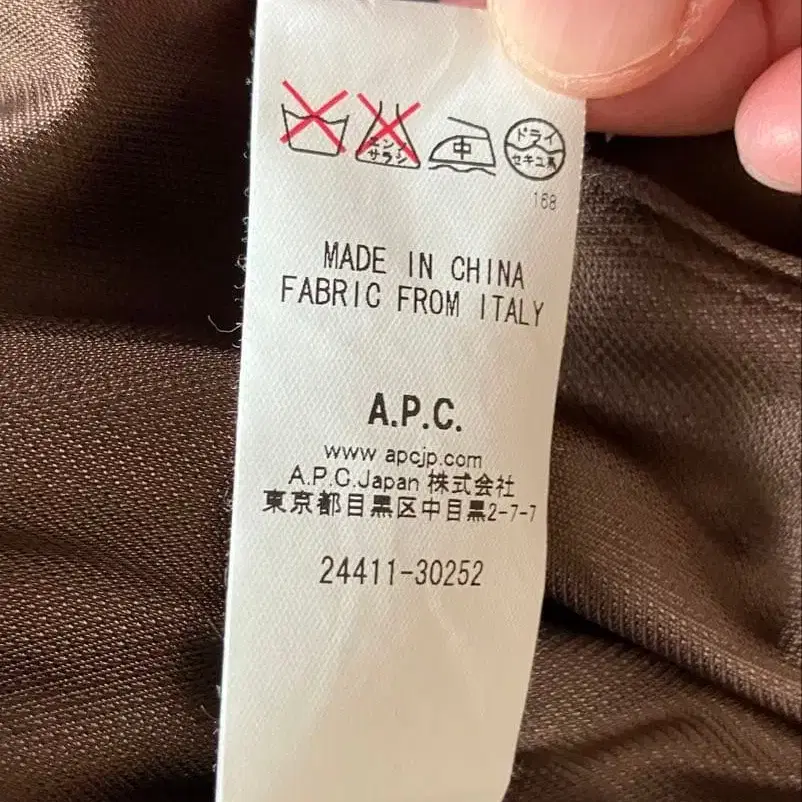 エンソ
サラシ
中
ドライ
セキユ系
168
MADE IN CHINA
FABRIC FROM ITALY
A.P.C.
www apcjp.com
A.P.C.Japan 株式会社
東京都目黒区中目黒2-7-7
24411-30252